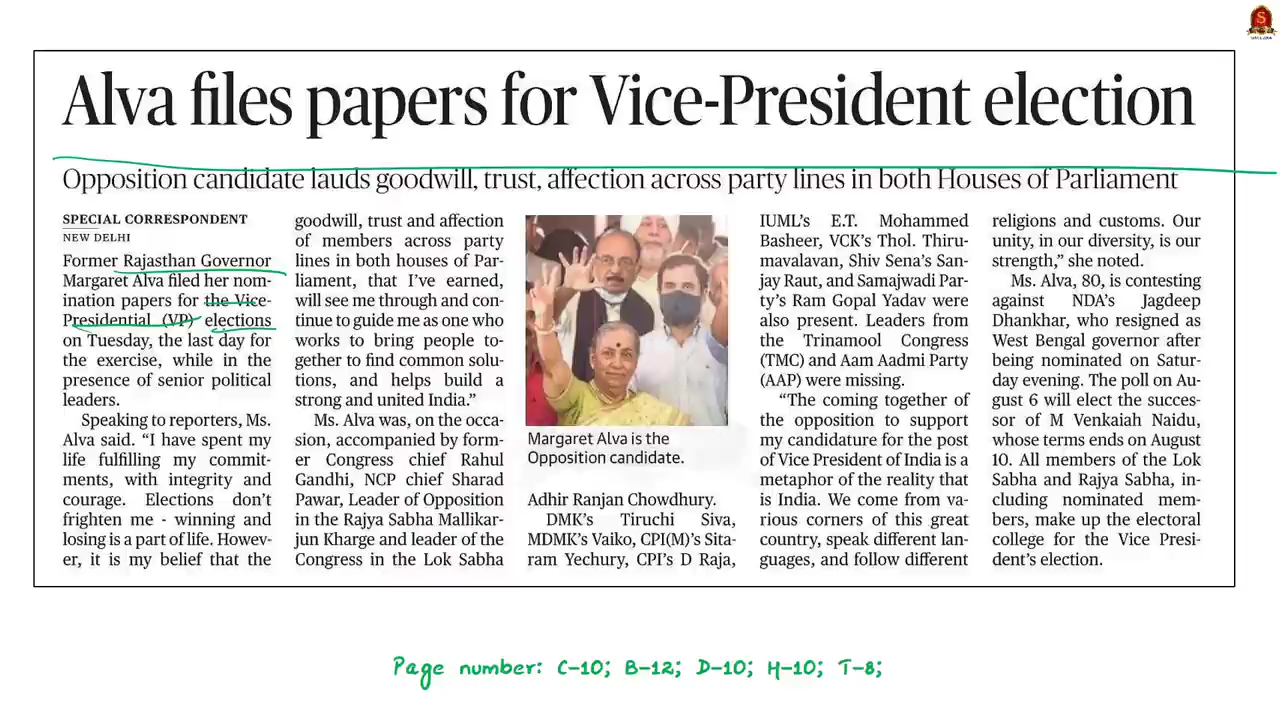 Alva files papers for Vice-President election
Opposition candidate lauds goodwill, trust, affection across party lines in both Houses of Parliament
SPECIAL CORRESPONDENT
NEW DELHI
Former Rajasthan Governor
Margaret Alva filed her nom-
ination papers for the Vice-
Presidential (VP) elections
on Tuesday, the last day for
the exercise, while in the
presence of senior political
leaders.
Speaking to reporters, Ms.
Alva said. “I have spent my
life fulfilling my commit-
ments, with integrity and
courage. Elections don’t
frighten me - winning and
losing is a part of life. Howev-
er, it is my belief that the
goodwill, trust and affection
of members across party
lines in both houses of Par-
liament, that I’ve earned,
will see me through and con-
tinue to guide me as one who
works to bring people to-
gether to find common solu-
tions, and helps build a
strong and united India.”
Ms. Alva was, on the occa-
sion, accompanied by form-
er Congress chief Rahul
Gandhi, NCP chief Sharad
Pawar, Leader of Opposition
in the Rajya Sabha Mallikar-
jun Kharge and leader of the
Congress in the Lok Sabha
Margaret Alva is the
Opposition candidate.
Adhir Ranjan Chowdhury.
DMK’s Tiruchi Siva,
MDMK’s Vaiko, CPI(M)’s Sita-
ram Yechury, CPI’s D Raja,
IUML’s E.T. Mohammed
Basheer, VCK’s Thol. Thiru-
mavalavan, Shiv Sena’s San-
jay Raut, and Samajwadi Par-
ty’s Ram Gopal Yadav were
also present. Leaders from
the Trinamool Congress
(TMC) and Aam Aadmi Party
(AAP) were missing.
“The coming together of
the opposition to support
my candidature for the post
of Vice President of India is a
metaphor of the reality that
is India. We come from va-
rious corners of this great
country, speak different lan-
guages, and follow different
religions and customs. Our
unity, in our diversity, is our
strength,” she noted.
Ms. Alva, 80, is contesting
against NDA’s Jagdeep
Dhankhar, who resigned as
West Bengal governor after
being nominated on Satur-
day evening. The poll on Au-
gust 6 will elect the succes-
sor of M Venkaiah Naidu,
whose terms ends on August
10. All members of the Lok
Sabha and Rajya Sabha, in-
cluding nominated mem-
bers, make up the electoral
college for the Vice Presi-
dent’s election.
Page number: C-10; B-12; D-10; H-10; T-8;